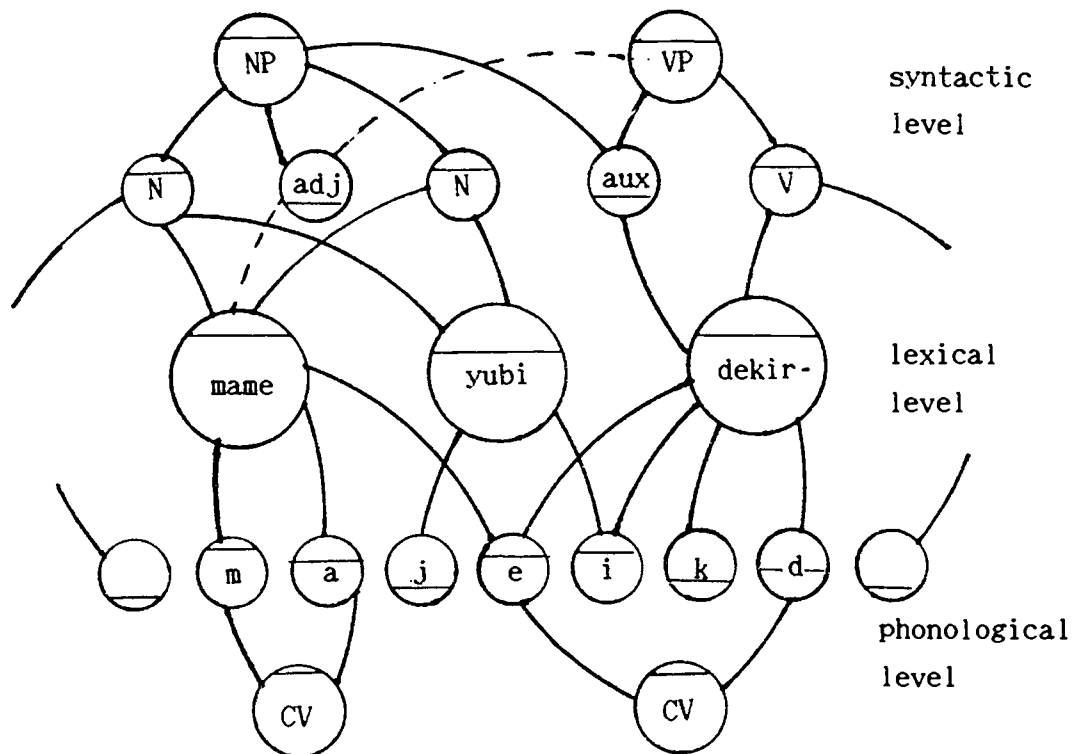 NP
VP
syntactic
level
N
adj
N
aux
V
mame
yubi
dekir-
lexical
level
m
a
j
e
i
k
d
phonological
level
CV
CV